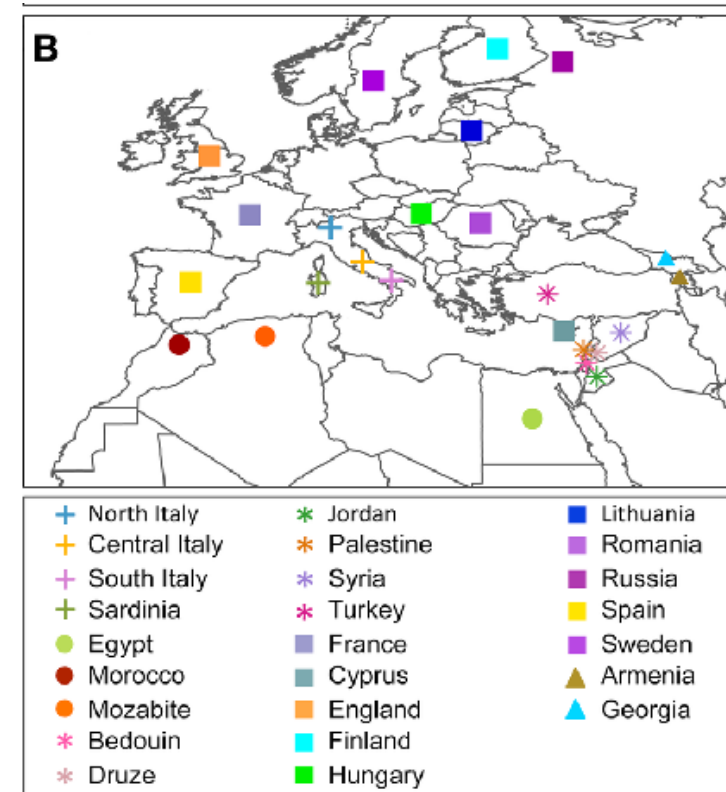 B
North Italy
Central Italy
South Italy
Sardinia
Egypt
Morocco
Mozabite
Bedouin
Druze
Jordan
Palestine
Syria
Turkey
France
Cyprus
England
Finland
Hungary
Lithuania
Romania
Russia
Spain
Sweden
Armenia
Georgia